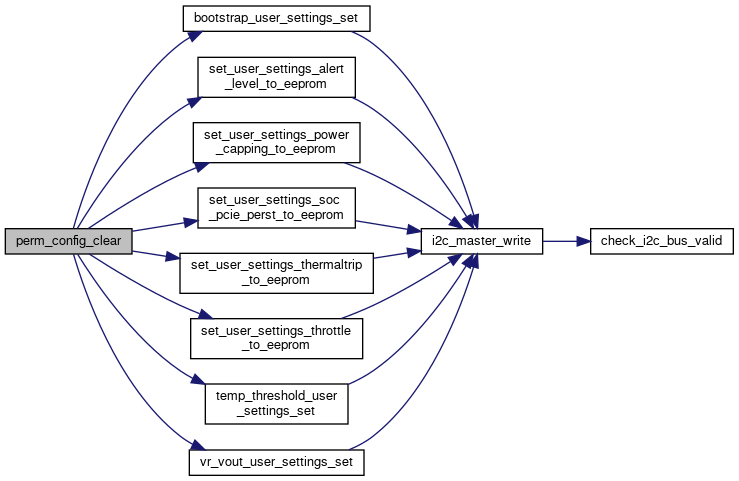 bootstrap_user_settings_set
set_user_settings_alert
_level_to_eeprom
set_user_settings_power
_capping_to_eeprom
set_user_settings_soc
_pcie_perst_to_eeprom
perm_config_clear
i2c_master_write
check_i2c_bus_valid
set_user_settings_thermaltrip
_to_eeprom
set_user_settings_throttle
_to_eeprom
temp_threshold_user
_settings_set
vr_vout_user_settings_set